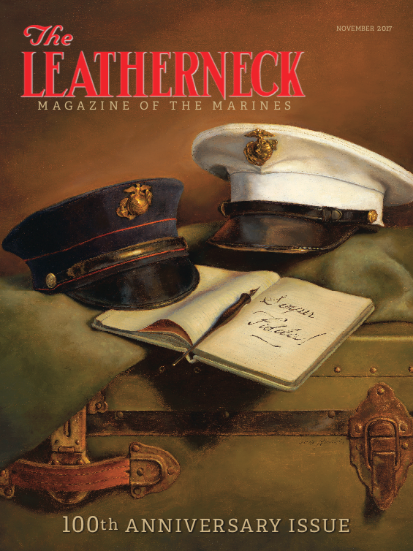 The
NOVEMBER 2017
LEATHERNECK
MAGAZINE OF THE MARINES
Semper
Fidelis!
100th ANNIVERSARY ISSUE